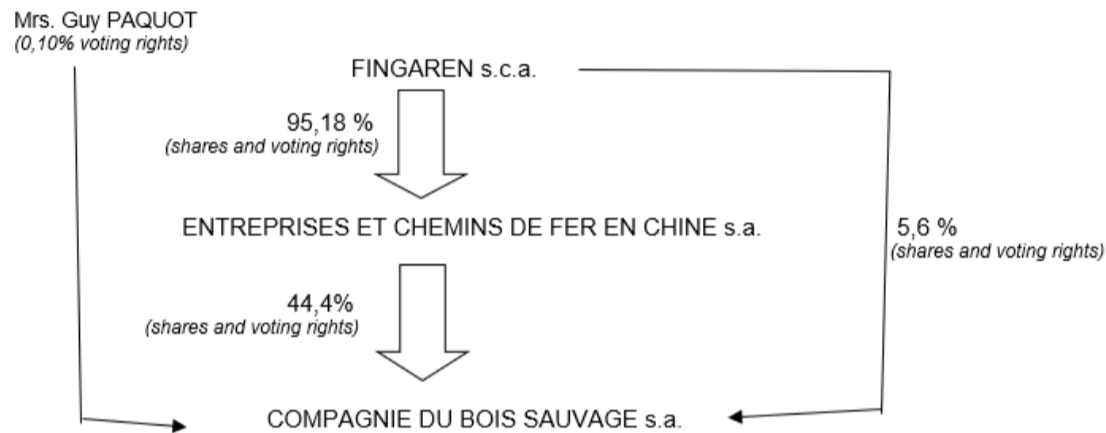 Mrs. Guy PAQUOT
(0,10% voting rights)
FINGAREN s.c.a.
95,18 %
(shares and voting rights)
ENTREPRISES ET CHEMINS DE FER EN CHINE s.a.
5,6 %
(shares and voting rights)
44,4%
(shares and voting rights)
COMPAGNIE DU BOIS SAUVAGE s.a.